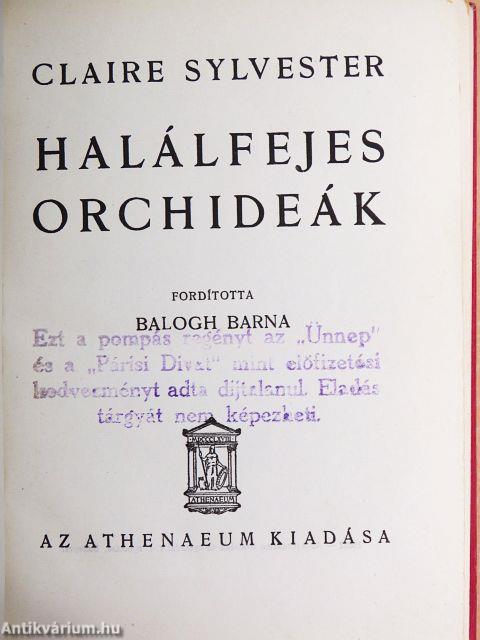 CLAIRE SYLVESTER
HALÁLFEJES
ORCHIDEÁK
FORDÍTOTTA
BALOGH BARNA
Ezt a pompás regényt az „Ünnep"
és a „Párisi Divat" mint előfizetési
kedvezményt adta díjtalanul. Eladás
tárgyát nem képezheti.
ATHENAEUM
AZ ATHENAEUM KIADÁSA
Antikvárium.hu